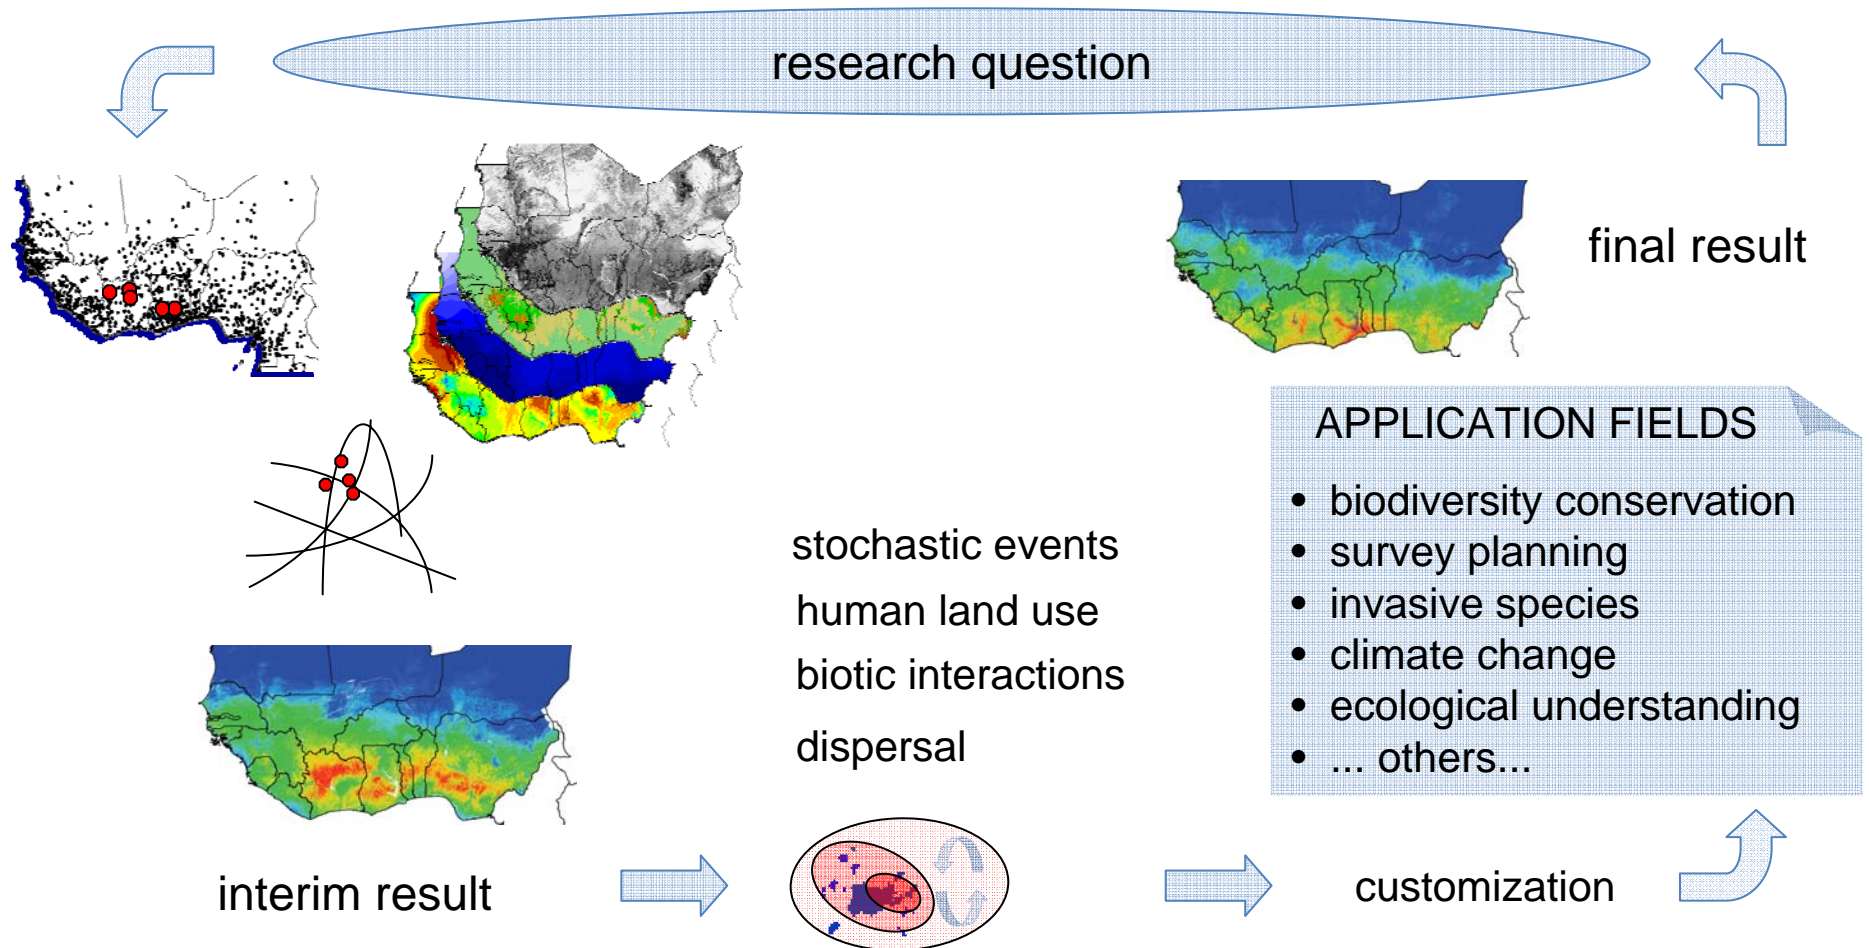 research question
final result
APPLICATION FIELDS
• biodiversity conservation
• survey planning
• invasive species
• climate change
• ecological understanding
• ... others...
stochastic events
human land use
biotic interactions
dispersal
interim result
customization